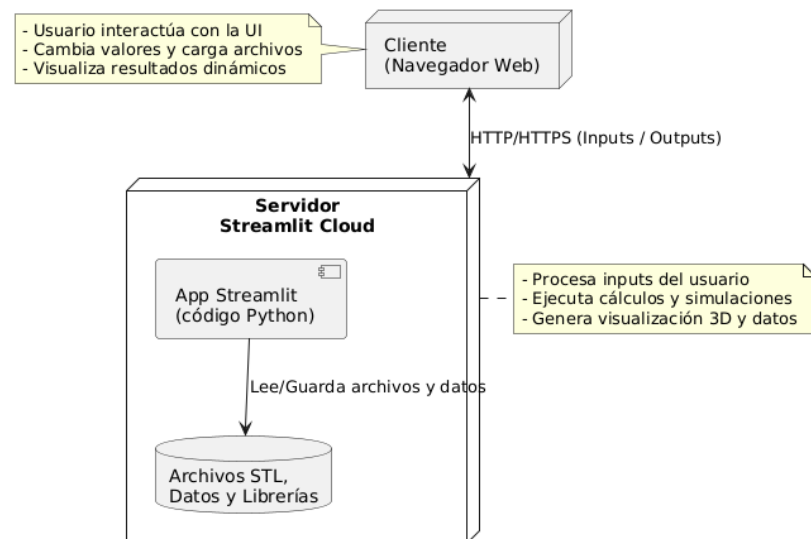 - Usuario interactúa con la UI
- Cambia valores y carga archivos
- Visualiza resultados dinámicos
Cliente
(Navegador Web)
HTTP/HTTPS (Inputs / Outputs)
Servidor
Streamlit Cloud
App Streamlit
(código Python)
- Procesa inputs del usuario
- Ejecuta cálculos y simulaciones
- Genera visualización 3D y datos
Lee/Guarda archivos y datos
Archivos STL,
Datos y Librerías